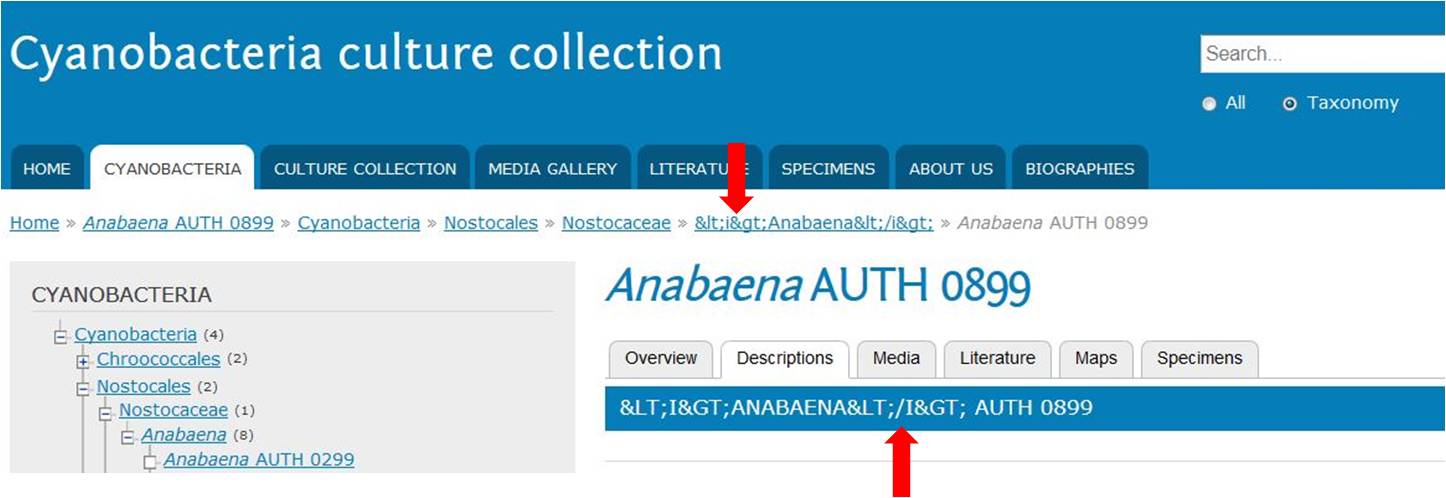 Cyanobacteria culture collection
Search...
All Taxonomy
HOME CYANOBACTERIA CULTURE COLLECTION MEDIA GALLERY LITERATURE SPECIMENS ABOUT US BIOGRAPHIES
Home » Anabaena AUTH 0899 » Cyanobacteria » Nostocales » Nostocaceae » &lt;i&gt;Anabaena&lt;/i&gt; » Anabaena AUTH 0899
CYANOBACTERIA
Cyanobacteria (4)
Chroococcales (2)
Nostocales (2)
Nostocaceae (1)
Anabaena (8)
Anabaena AUTH 0299
Anabaena AUTH 0899
Overview Descriptions Media Literature Maps Specimens
&LT;I&GT;ANABAENA&LT;/I&GT; AUTH 0899